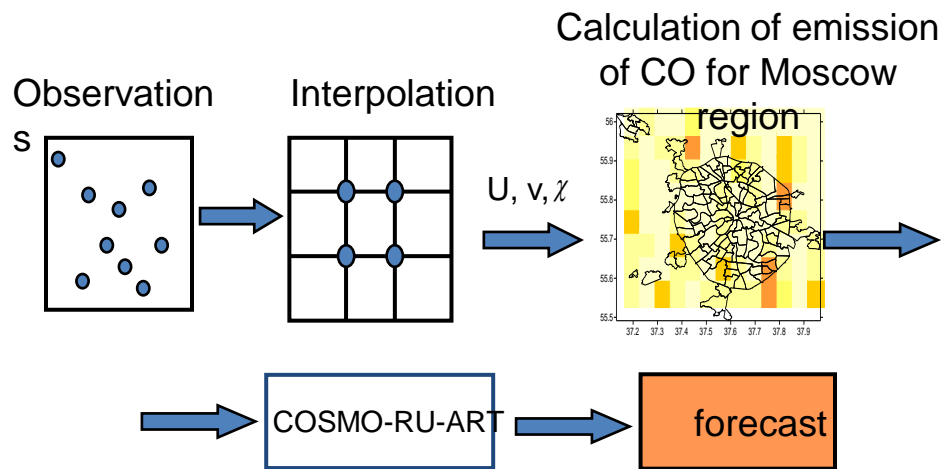 Observation
s
Interpolation
Calculation of emission
of CO for Moscow
region
U, v, χ
56
55.9
55.8
55.7
55.6
55.5
37.2 37.3 37.4 37.5 37.6 37.7 37.8 37.9
COSMO-RU-ART
forecast